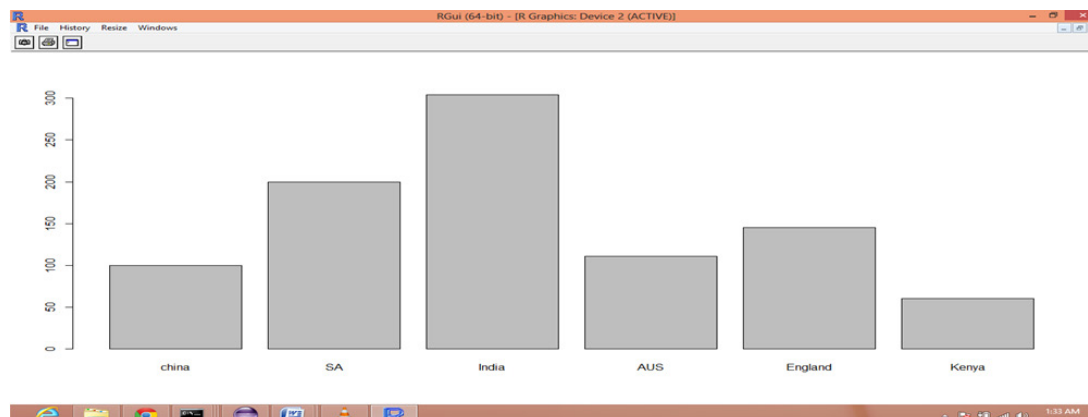 RGui (64-bit) - [R Graphics: Device 2 (ACTIVE)]
R File History Resize Windows
300
250
200
150
100
50
0
china SA India AUS England Kenya
1:33 AM